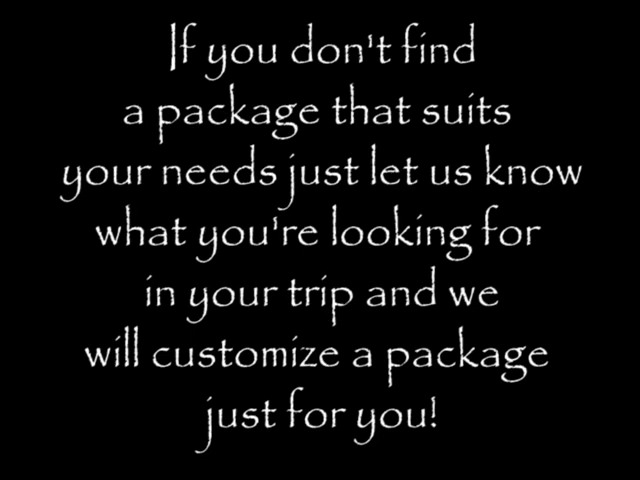 If you don't find
a package that suits
your needs just let us know
what you're looking for
in your trip and we
will customize a package
just for you!